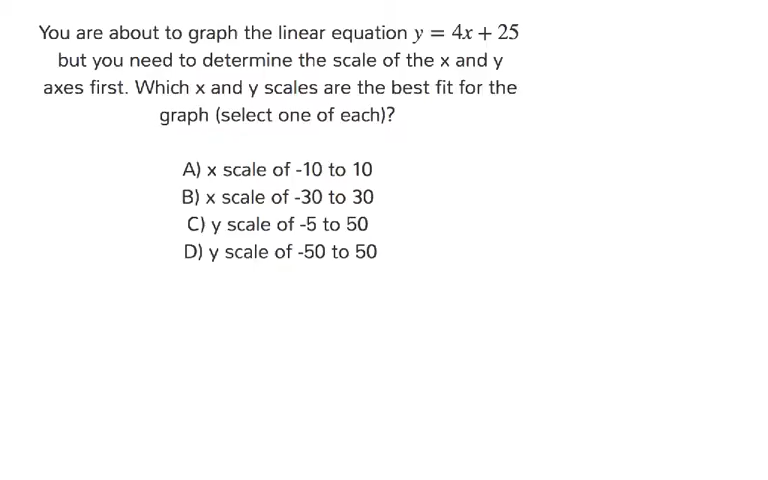 You are about to graph the linear equation y = 4x + 25
but you need to determine the scale of the x and y
axes first. Which x and y scales are the best fit for the
graph (select one of each)?
A) x scale of -10 to 10
B) x scale of -30 to 30
C) y scale of -5 to 50
D) y scale of -50 to 50